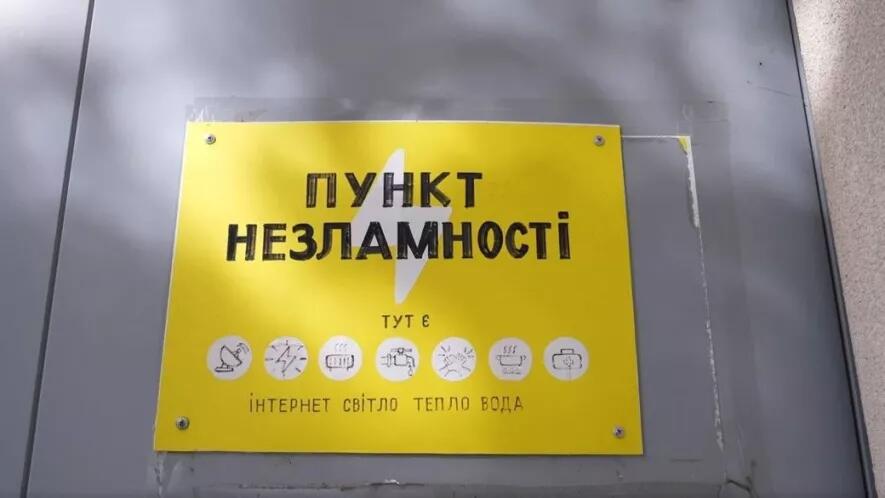 ПУНКТ
НЕЗЛАМНОСТІ
ТУТ Є
ІНТЕРНЕТ СВІТЛО ТЕПЛО ВОДА